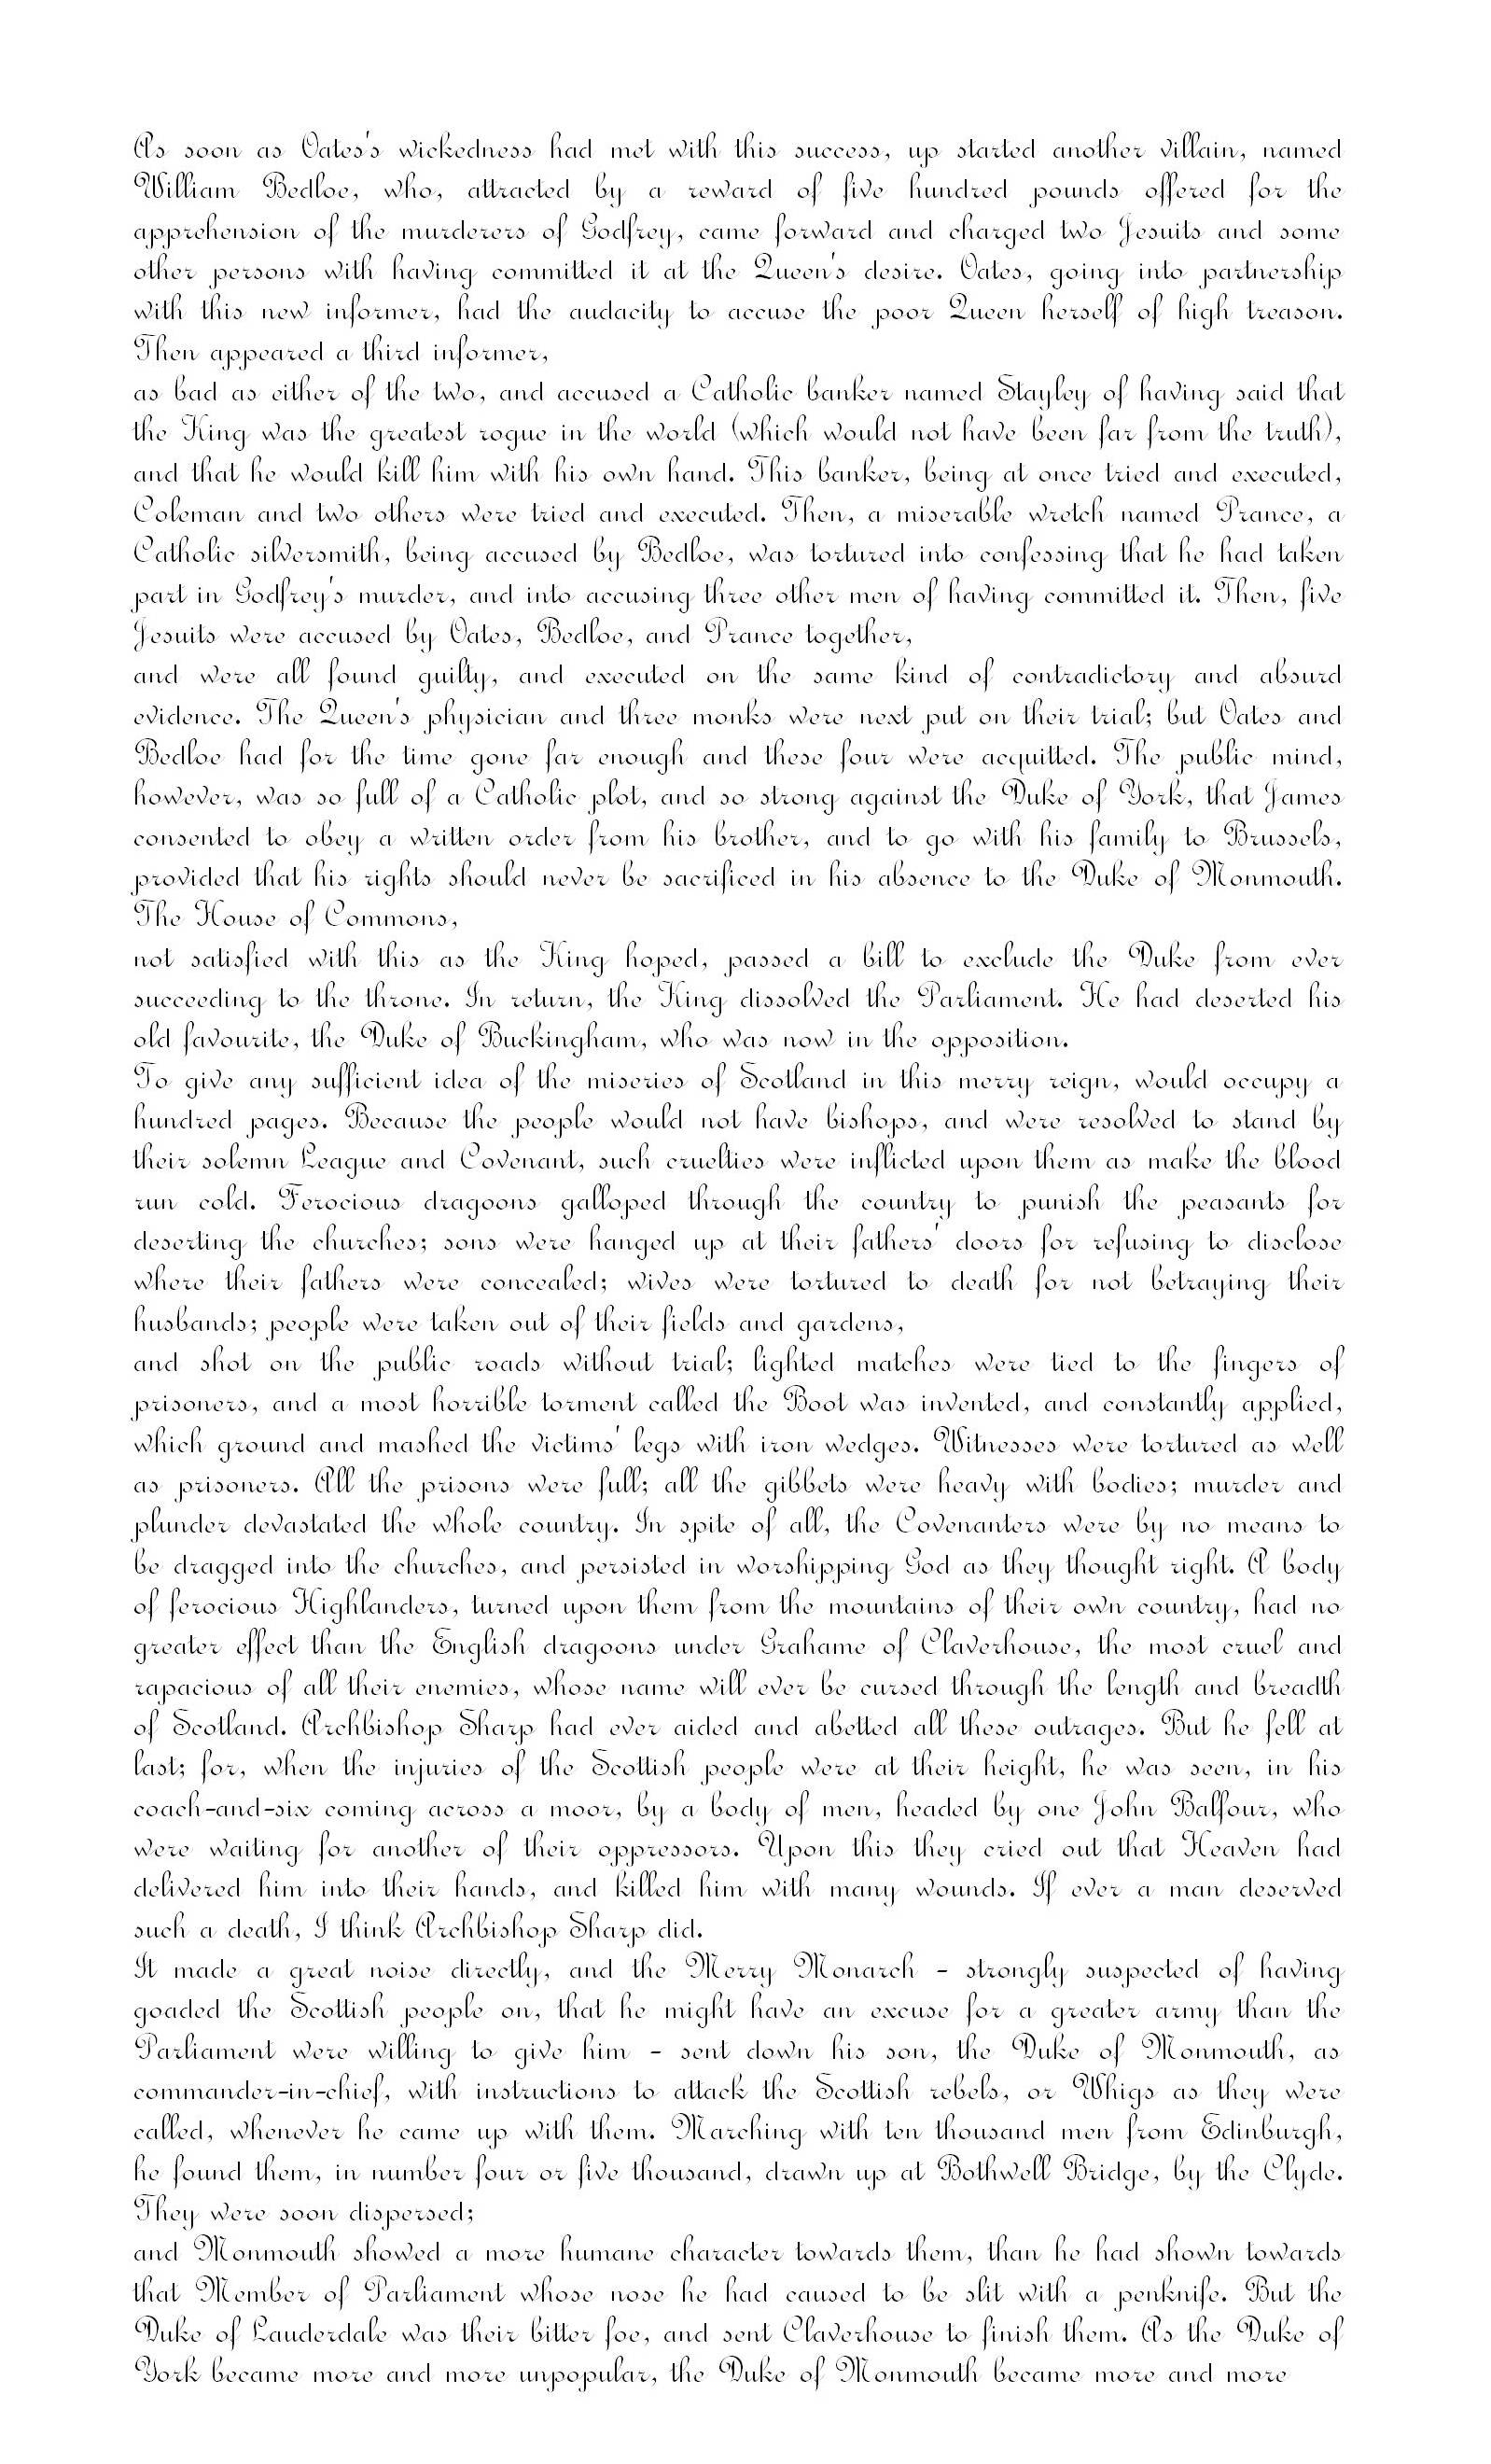 As soon as Oates's wickedness had met with this success, up started another villain, named
William Bedloe, who, attracted by a reward of five hundred pounds offered for the
apprehension of the murderers of Godfrey, came forward and charged two Jesuits and some
other persons with having committed it at the Queen's desire. Oates, going into partnership
with this new informer, had the audacity to accuse the poor Queen herself of high treason.
Then appeared a third informer,
as bad as either of the two, and accused a Catholic banker named Stayley of having said that
the King was the greatest rogue in the world (which would not have been far from the truth),
and that he would kill him with his own hand. This banker, being at once tried and executed,
Coleman and two others were tried and executed. Then, a miserable wretch named Prance, a
Catholic silversmith, being accused by Bedloe, was tortured into confessing that he had taken
part in Godfrey's murder, and into accusing three other men of having committed it. Then, five
Jesuits were accused by Oates, Bedloe, and Prance together,
and were all found guilty, and executed on the same kind of contradictory and absurd
evidence. The Queen's physician and three monks were next put on their trial; but Oates and
Bedloe had for the time gone far enough and these four were acquitted. The public mind,
however, was so full of a Catholic plot, and so strong against the Duke of York, that James
consented to obey a written order from his brother, and to go with his family to Brussels,
provided that his rights should never be sacrificed in his absence to the Duke of Monmouth.
The House of Commons,
not satisfied with this as the King hoped, passed a bill to exclude the Duke from ever
succeeding to the throne. In return, the King dissolved the Parliament. He had deserted his
old favourite, the Duke of Buckingham, who was now in the opposition.
To give any sufficient idea of the miseries of Scotland in this merry reign, would occupy a
hundred pages. Because the people would not have bishops, and were resolved to stand by
their solemn League and Covenant, such cruelties were inflicted upon them as make the blood
run cold. Ferocious dragoons galloped through the country to punish the peasants for
deserting the churches; sons were hanged up at their fathers' doors for refusing to disclose
where their fathers were concealed; wives were tortured to death for not betraying their
husbands; people were taken out of their fields and gardens,
and shot on the public roads without trial; lighted matches were tied to the fingers of
prisoners, and a most horrible torment called the Boot was invented, and constantly applied,
which ground and mashed the victims' legs with iron wedges. Witnesses were tortured as well
as prisoners. All the prisons were full; all the gibbets were heavy with bodies; murder and
plunder devastated the whole country. In spite of all, the Covenanters were by no means to
be dragged into the churches, and persisted in worshipping God as they thought right. A body
of ferocious Highlanders, turned upon them from the mountains of their own country, had no
greater effect than the English dragoons under Grahame of Claverhouse, the most cruel and
rapacious of all their enemies, whose name will ever be cursed through the length and breadth
of Scotland. Archbishop Sharp had ever aided and abetted all these outrages. But he fell at
last; for, when the injuries of the Scottish people were at their height, he was seen, in his
coach-and-six coming across a moor, by a body of men, headed by one John Balfour, who
were waiting for another of their oppressors. Upon this they cried out that Heaven had
delivered him into their hands, and killed him with many wounds. If ever a man deserved
such a death, I think Archbishop Sharp did.
It made a great noise directly, and the Merry Monarch - strongly suspected of having
goaded the Scottish people on, that he might have an excuse for a greater army than the
Parliament were willing to give him - sent down his son, the Duke of Monmouth, as
commander-in-chief, with instructions to attack the Scottish rebels, or Whigs as they were
called, whenever he came up with them. Marching with ten thousand men from Edinburgh,
he found them, in number four or five thousand, drawn up at Bothwell Bridge, by the Clyde.
They were soon dispersed;
and Monmouth showed a more humane character towards them, than he had shown towards
that Member of Parliament whose nose he had caused to be slit with a penknife. But the
Duke of Lauderdale was their bitter foe, and sent Claverhouse to finish them. As the Duke of
York became more and more unpopular, the Duke of Monmouth became more and more